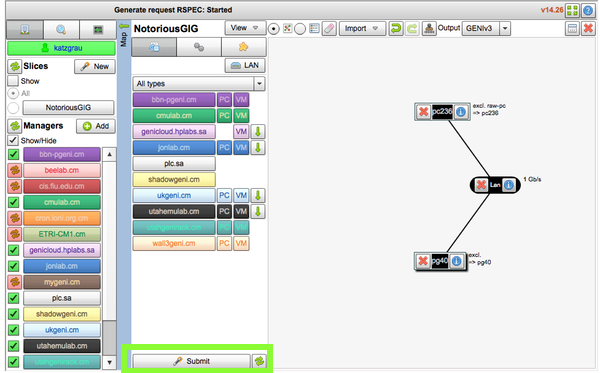 Generate request RSPEC: Started
v14.26
katzgrau
Slices
New
Show
All
NotoriousGIG
Managers
Add
Show/Hide
bbn-pgeni.cm
beelab.cm
cis.fiu.edu.cm
cmulab.cm
cron.loni.org.cm
ETRI-CM1.cm
genicloud.hplabs.sa
jonlab.cm
mygeni.cm
plc.sa
shadowgeni.cm
ukgeni.cm
utahemulab.cm
Map
NotoriousGIG
View
LAN
All types
bbn-pgeni.cm PC VM
cmulab.cm PC VM
genicloud.hplabs.sa VM
jonlab.cm PC VM
plc.sa
shadowgeni.cm
ukgeni.cm PC VM
utahemulab.cm PC VM
PC VM
wall3geni.cm PC VM
Submit
Import
Output GENIv3
pc236
excl. raw-pc
=> pc236
Lan
1 Gb/s
pg40
excl.
=> pg40